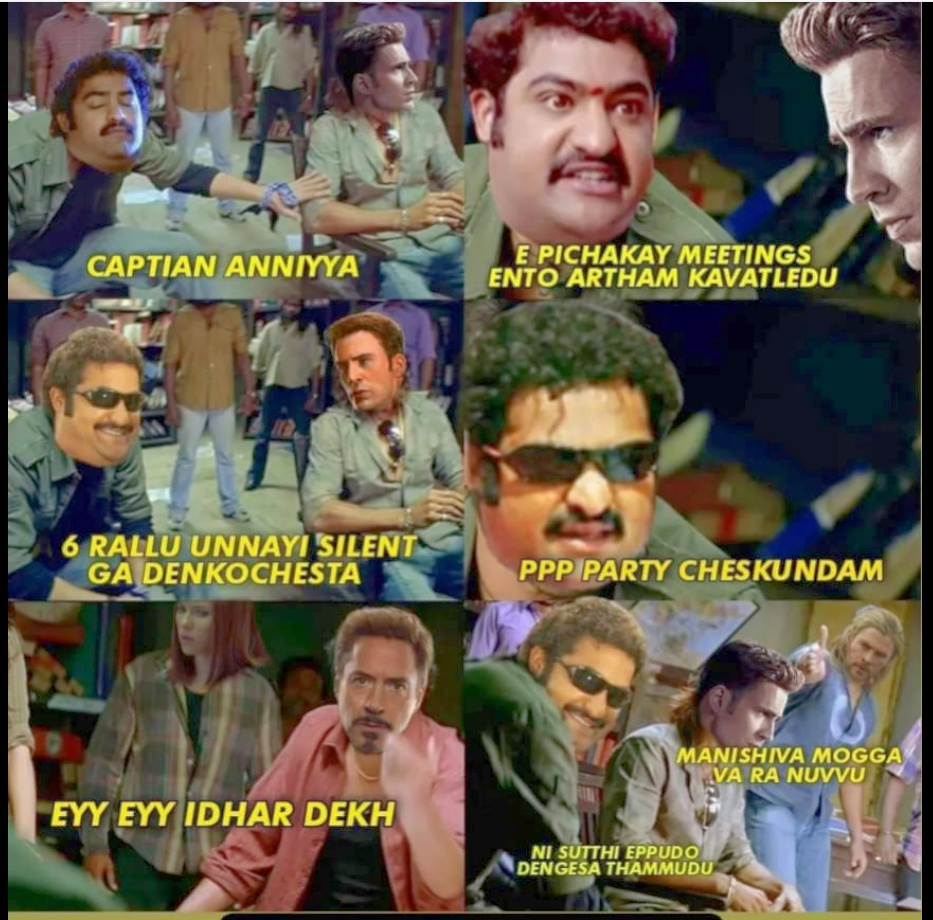 CAPTIAN ANNIYYA
E PICHAKAY MEETINGS
ENTO ARTHAM KAVATLEDU
6 RALLU UNNAYI SILENT
GA DENKOCHESTA
PPP PARTY CHESKUNDAM
EYY EYY IDHAR DEKH
MANISHIVA MOGGA
VA RA NUVVU
NI SUTTHI EPPUDO
DENGESA THAMMUDU